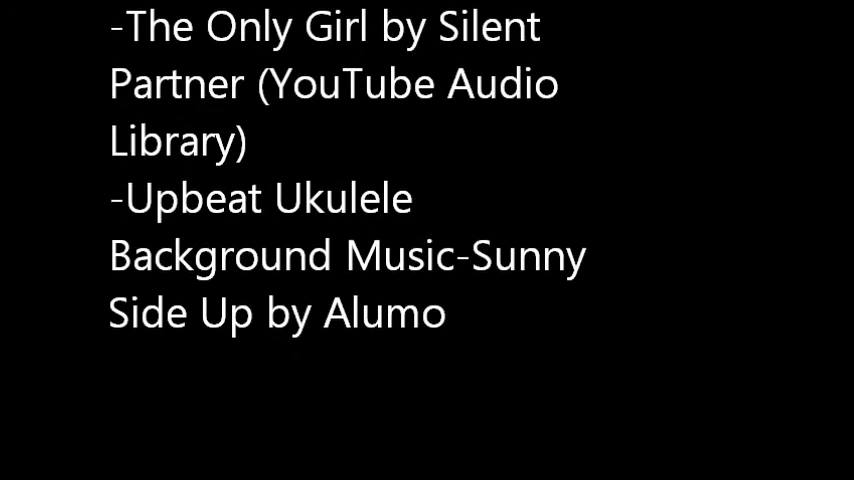 -The Only Girl by Silent
Partner (YouTube Audio
Library)
-Upbeat Ukulele
Background Music-Sunny
Side Up by Alumo